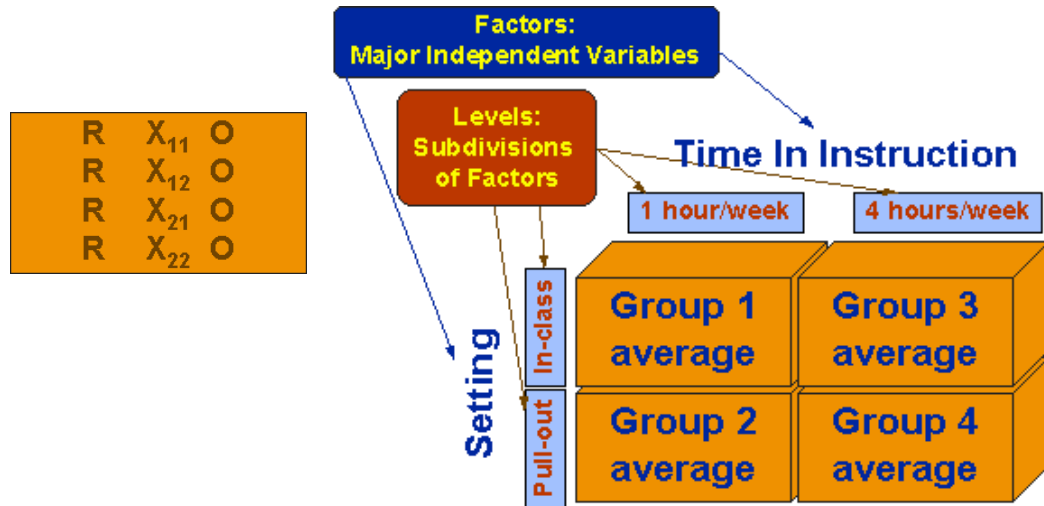 Factors:
Major Independent Variables
Levels:
Subdivisions
of Factors
R X₁₁ O
R X₁₂ O
R X₂₁ O
R X₂₂ O
Time In Instruction
1 hour/week
4 hours/week
Setting
In-class
Pull-out
Group 1
average
Group 3
average
Group 2
average
Group 4
average